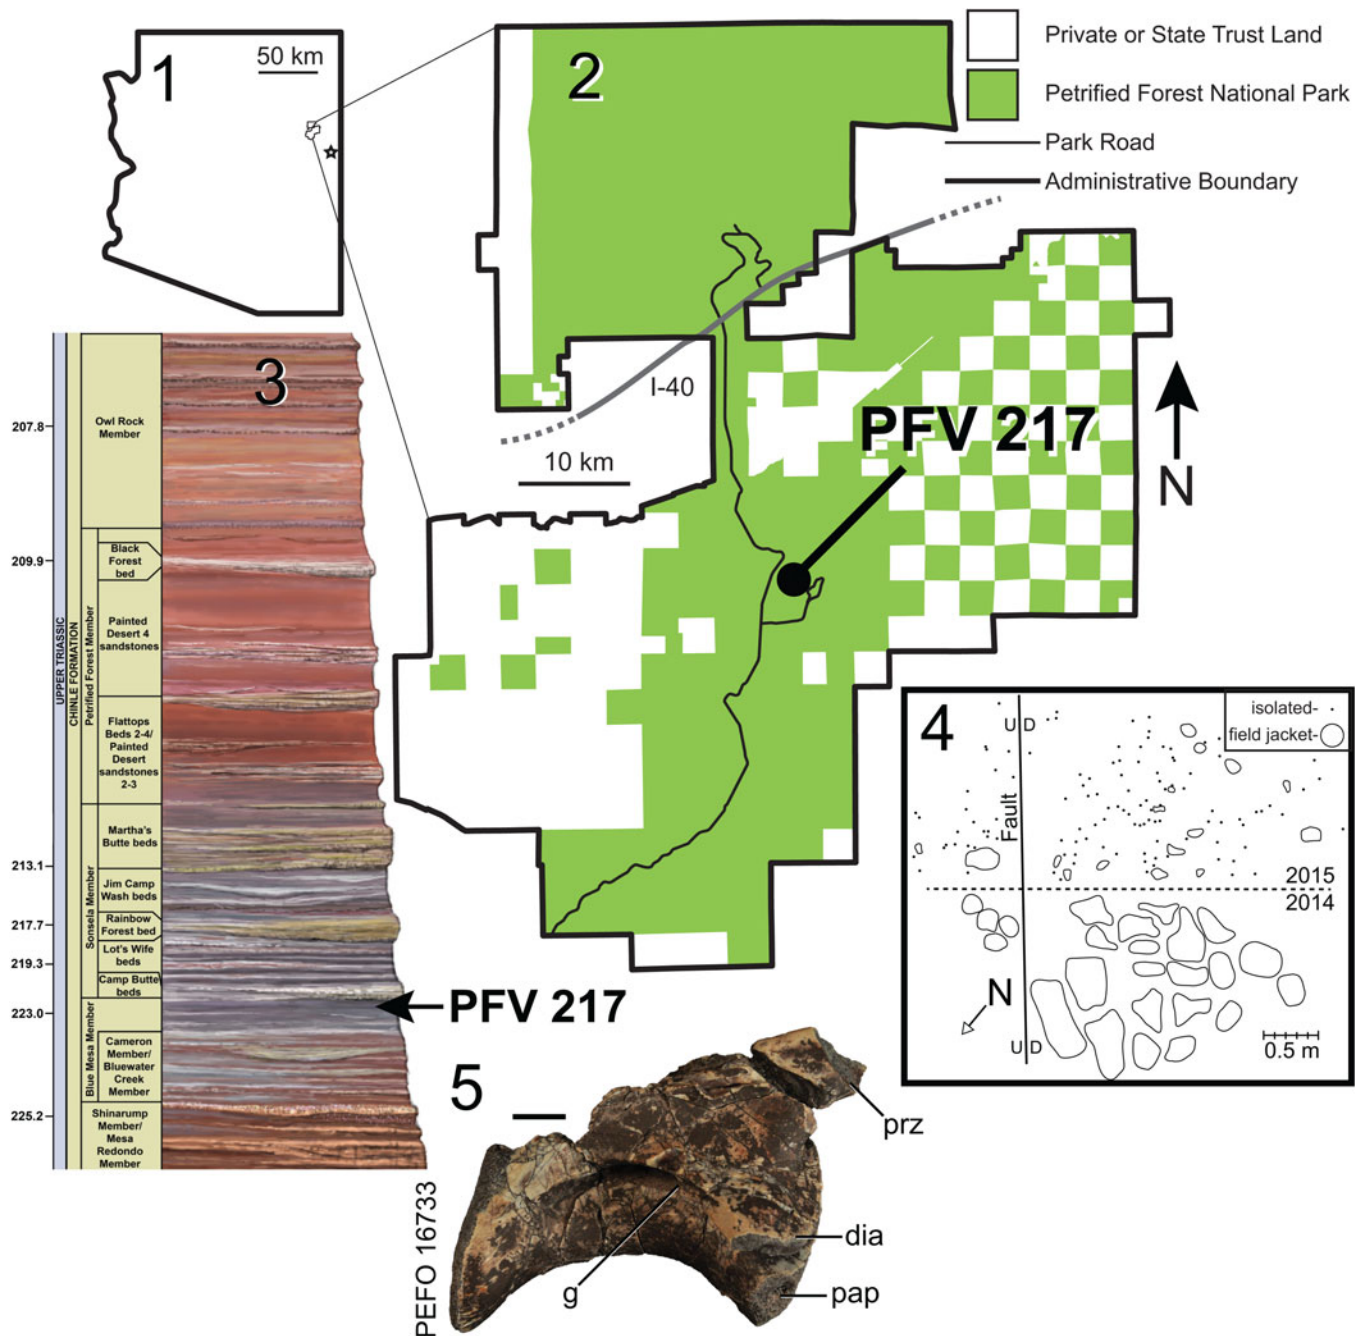 1
50 km
2
Private or State Trust Land
Petrified Forest National Park
Park Road
Administrative Boundary
I-40
10 km
PFV 217
N
3
UPPER TRIASSIC
CHINLE FORMATION
Petrified Forest Member
Sonsela Member
Blue Mesa Member
Owl Rock
Member
207.8
Black
Forest
bed
209.9
Painted
Desert 4
sandstones
Flattops
Beds 2-4/
Painted
Desert
sandstones
2-3
Martha's
Butte beds
213.1
Jim Camp
Wash beds
Rainbow
Forest bed
217.7
Lot's Wife
beds
219.3
Camp Butte
beds
223.0
Cameron
Member/
Bluewater
Creek
Member
225.2
Shinarump
Member/
Mesa
Redondo
Member
PFV 217
4
isolated-
field jacket-
U D
Fault
2015
2014
N
U D
0.5 m
5
PEFO 16733
prz
dia
pap
g